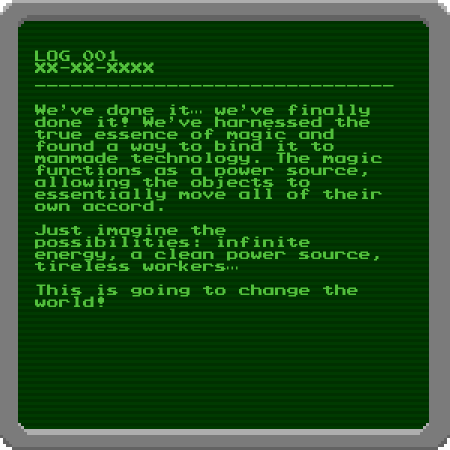 LOG 001
XX-XX-XXXX
------------------------------
We've done it… we've finally
done it! We've harnessed the
true essence of magic and
found a way to bind it to
manmade technology. The magic
functions as a power source,
allowing the objects to
essentially move all of their
own accord.
Just imagine the
possibilities: infinite
energy, a clean power source,
tireless workers…
This is going to change the
world!